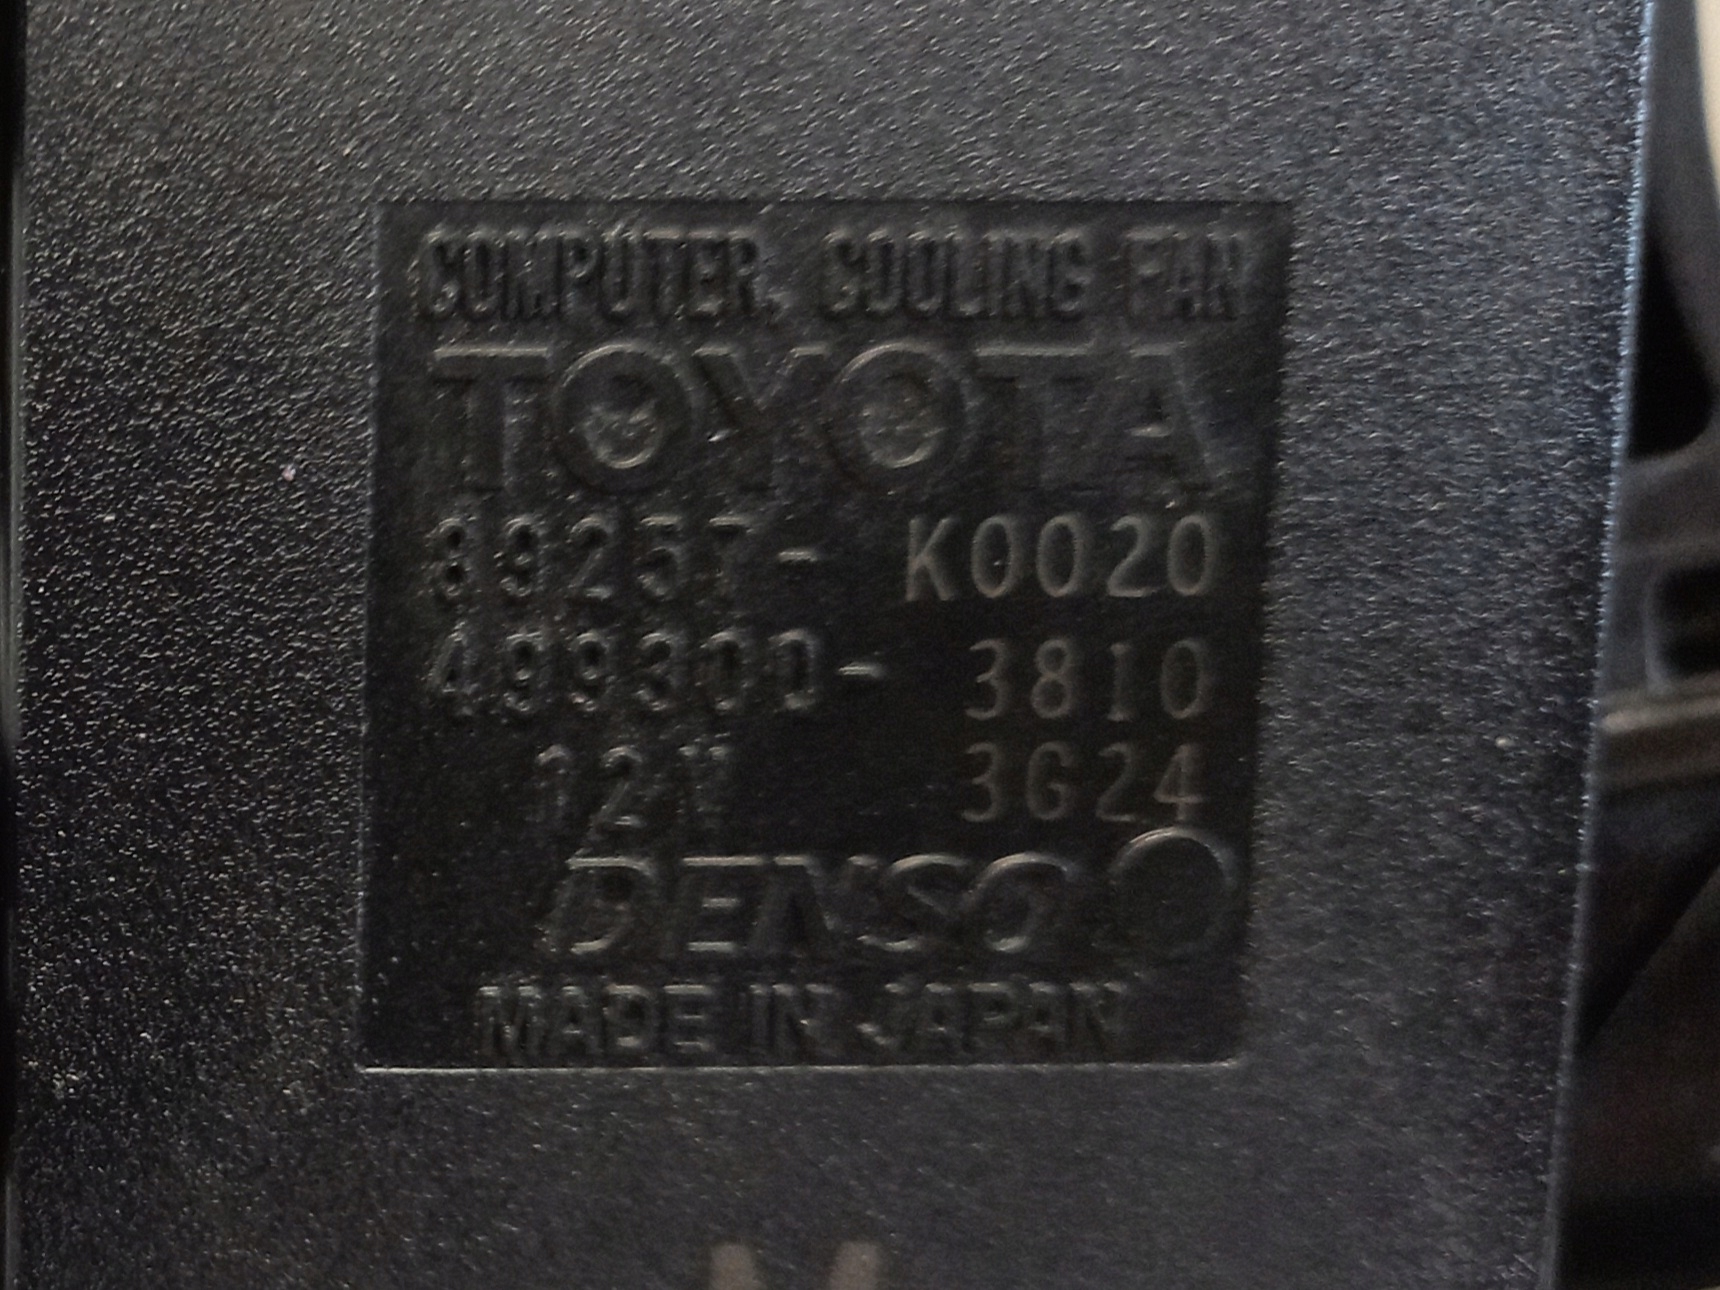 COMPUTER, COOLING FAN
TOYOTA
89257- K0020
499300- 3810
12V 3G24
DENSO
MADE IN JAPAN